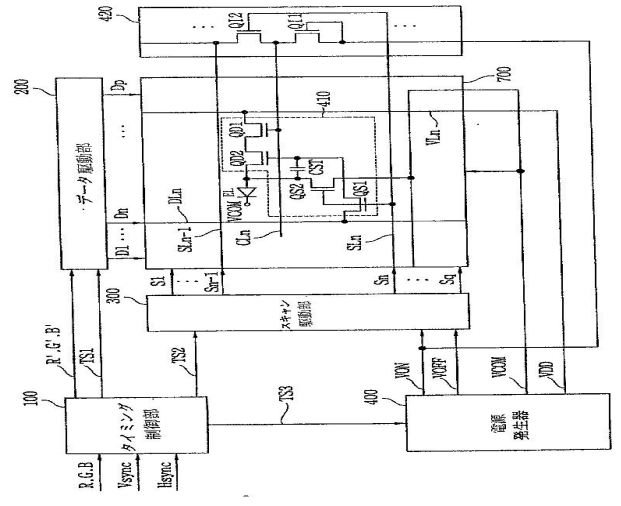 100
タイミング
制御部
R.G.B
Vsync
Hsync
R'.G'.B'
TS1
TS2
TS3
200
データ駆動部
D1
...
Dn
...
Dp
300
スキャン
駆動部
S1
...
Sn-1
Sn
...
Sq
400
電源
発生器
VON
VOFF
VCOM
VDD
DLn
SLn-1
CLn
SLn
VCOM
EL
QD2
QD1
CST
QS2
QS1
410
VLn
700
420
QI2
QI1
...
...